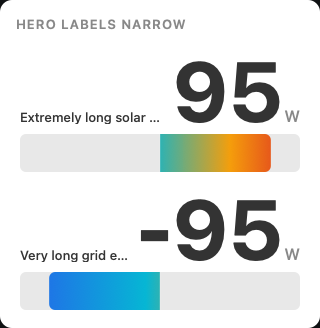 HERO LABELS NARROW
Extremely long solar ... 95 W
Very long grid e... -95 W